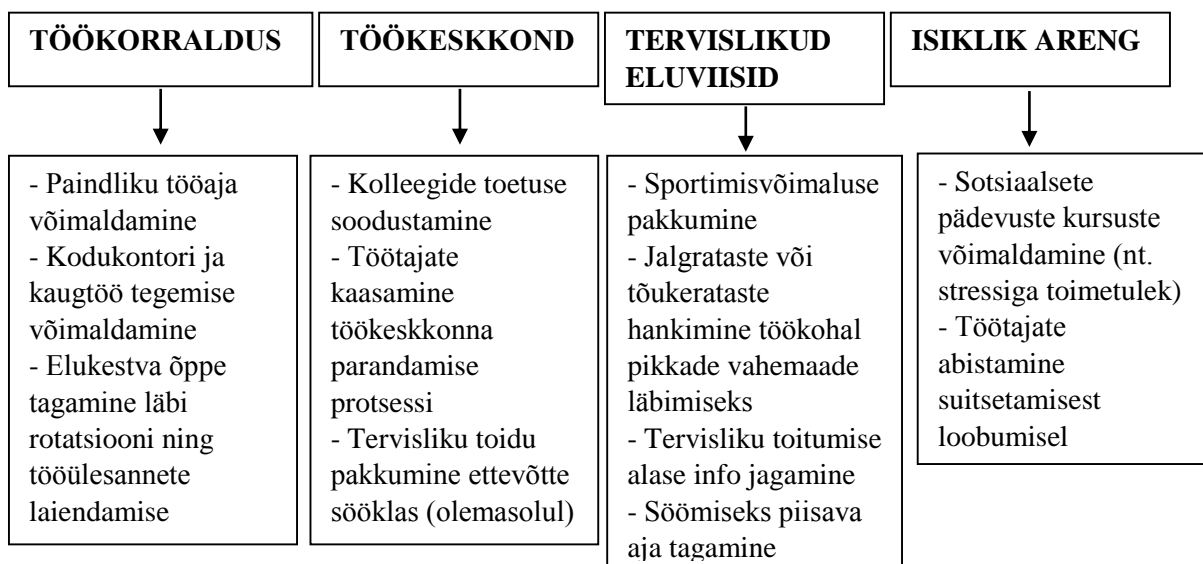 TÖÖKORRALDUS
- Paindliku tööaja
võimaldamine
- Kodukontori ja
kaugtöö tegemise
võimaldamine
- Elukestva õppe
tagamine läbi
rotatsiooni ning
tööülesannete
laiendamise
TÖÖKESKKOND
- Kolleegide toetuse
soodustamine
- Töötajate
kaasamine
töökeskkonna
parandamise
protsessi
- Tervisliku toidu
pakkumine ettevõtte
sööklas (olemasolul)
TERVISLIKUD
ELUVIISID
- Sportimisvõimaluse
pakkumine
- Jalgrataste või
tõukerataste
hankimine töökohal
pikkade vahemaade
läbimiseks
- Tervisliku toitumise
alase info jagamine
- Söömiseks piisava
aja tagamine
ISIKLIK ARENG
- Sotsiaalsete
pädevuste kursuste
võimaldamine (nt.
stressiga toimetulek)
- Töötajate
abistamine
suitsetamisest
loobumisel